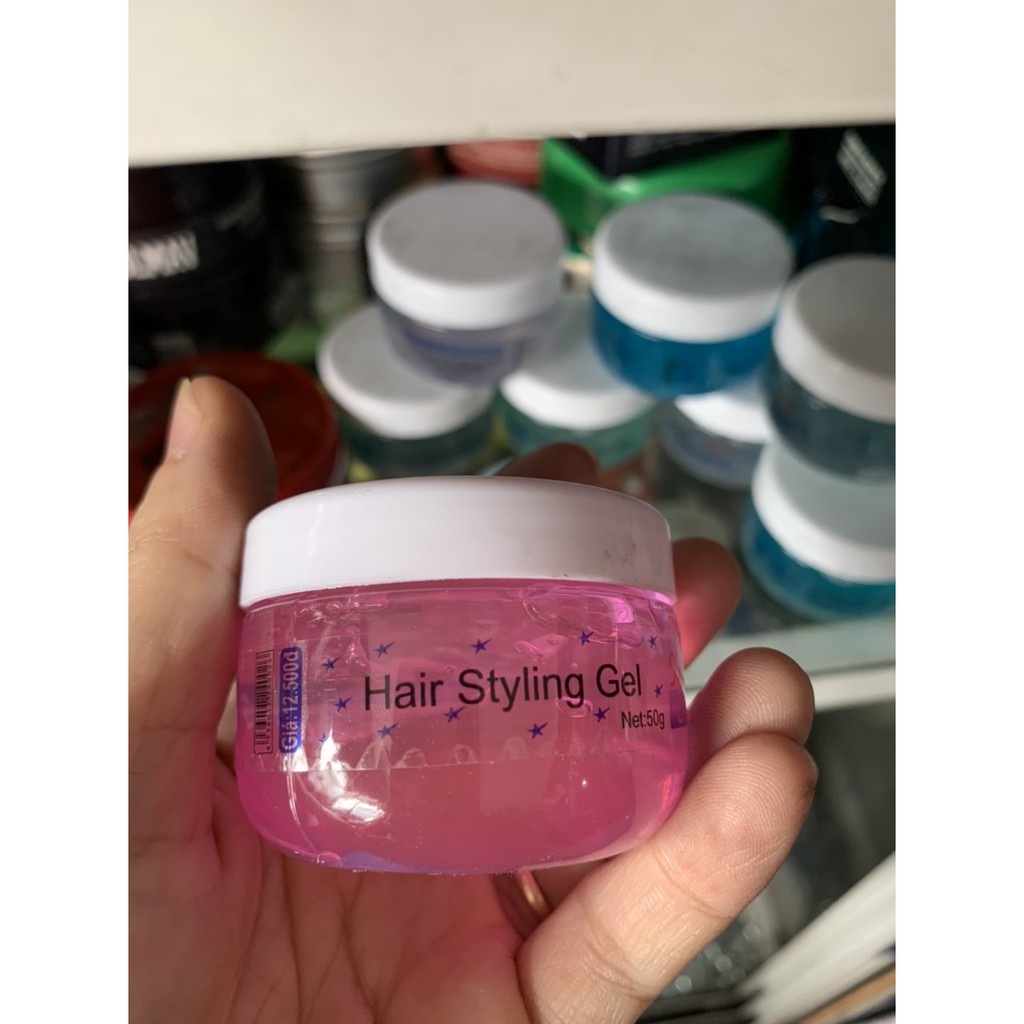 Hair Styling Gel
Net:50g
Giá:12.500đ